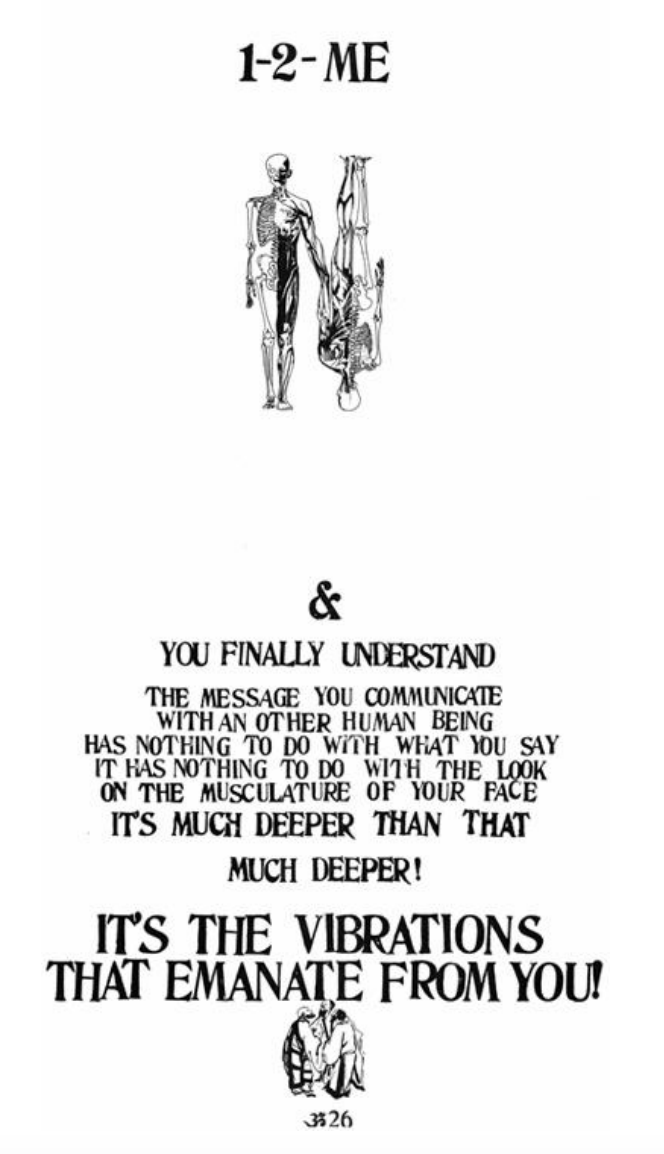 1-2-ME
&
YOU FINALLY UNDERSTAND
THE MESSAGE YOU COMMUNICATE
WITH AN OTHER HUMAN BEING
HAS NOTHING TO DO WITH WHAT YOU SAY
IT HAS NOTHING TO DO WITH THE LOOK
ON THE MUSCULATURE OF YOUR FACE
IT'S MUCH DEEPER THAN THAT
MUCH DEEPER!
IT'S THE VIBRATIONS
THAT EMANATE FROM YOU!
ॐ 26